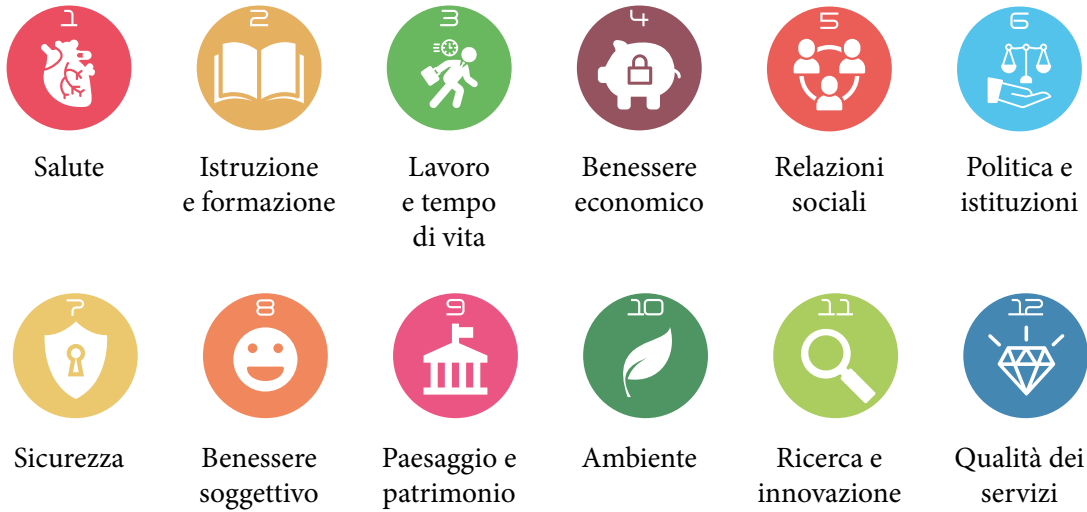 1
Salute
2
Istruzione
e formazione
3
Lavoro
e tempo
di vita
4
Benessere
economico
5
Relazioni
sociali
6
Politica e
istituzioni
7
Sicurezza
8
Benessere
soggettivo
9
Paesaggio e
patrimonio
10
Ambiente
11
Ricerca e
innovazione
12
Qualità dei
servizi